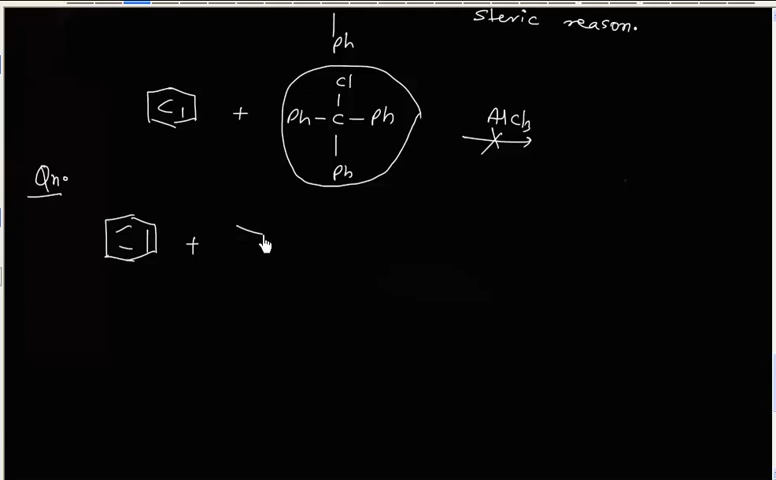 steric reason.
Ph
Cl
+ Ph-C-Ph AlCl3
Ph
Qn.
+